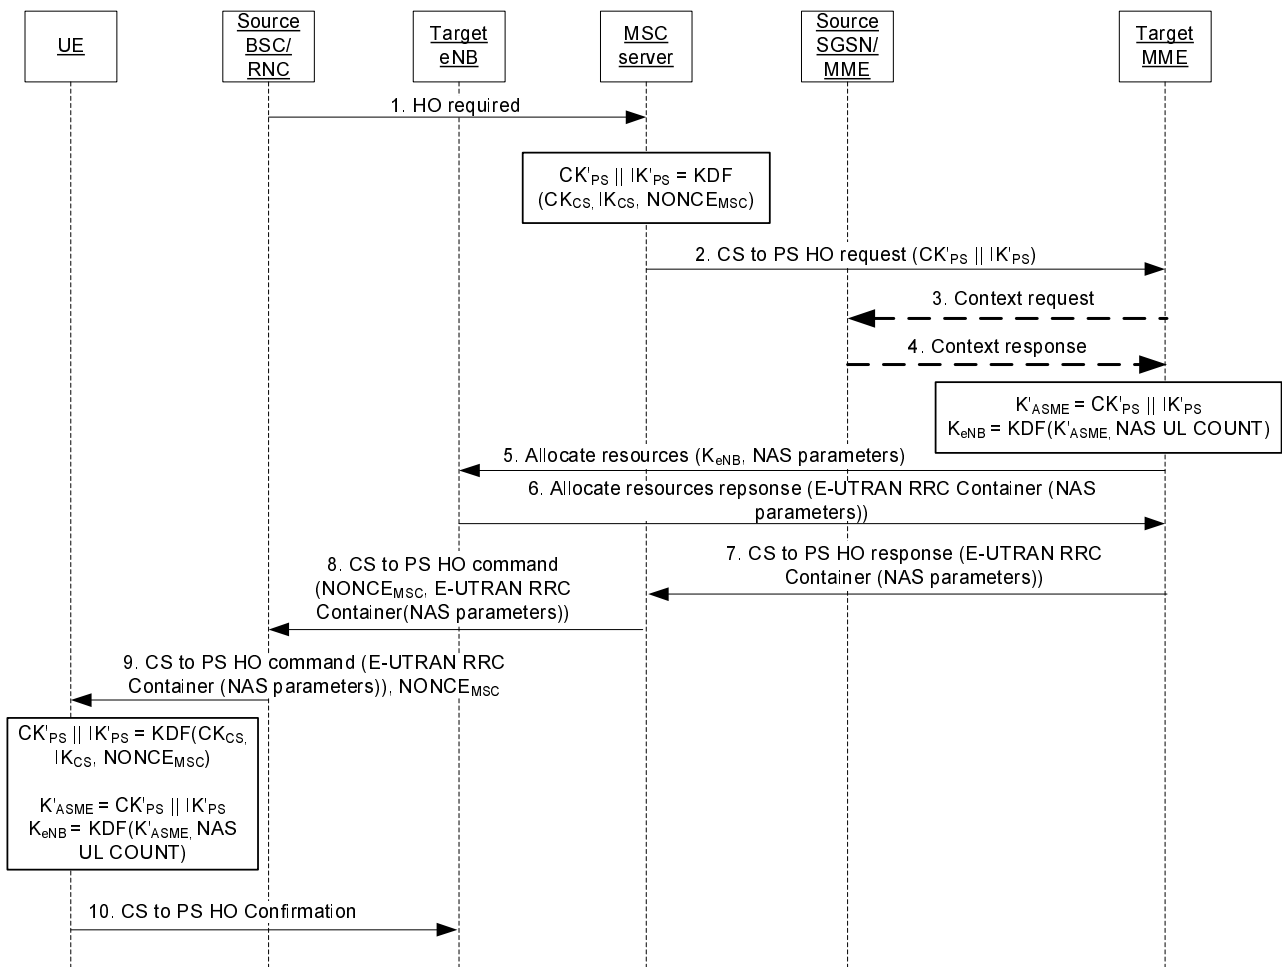 UE
Source
BSC/
RNC
Target
eNB
MSC
server
Source
SGSN/
MME
Target
MME
1. HO required
CK'PS || IK'PS = KDF
(CKCS, IKCS, NONCEMSC)
2. CS to PS HO request (CK'PS || IK'PS)
3. Context request
4. Context response
K'ASME = CK'PS || IK'PS
KeNB = KDF(K'ASME, NAS UL COUNT)
5. Allocate resources (KeNB, NAS parameters)
6. Allocate resources repsonse (E-UTRAN RRC Container (NAS
parameters))
7. CS to PS HO response (E-UTRAN RRC
Container (NAS parameters))
8. CS to PS HO command
(NONCEMSC, E-UTRAN RRC
Container(NAS parameters))
9. CS to PS HO command (E-UTRAN RRC
Container (NAS parameters)), NONCEMSC
CK'PS || IK'PS = KDF(CKCS,
IKCS, NONCEMSC)
K'ASME = CK'PS || IK'PS
KeNB = KDF(K'ASME, NAS
UL COUNT)
10. CS to PS HO Confirmation